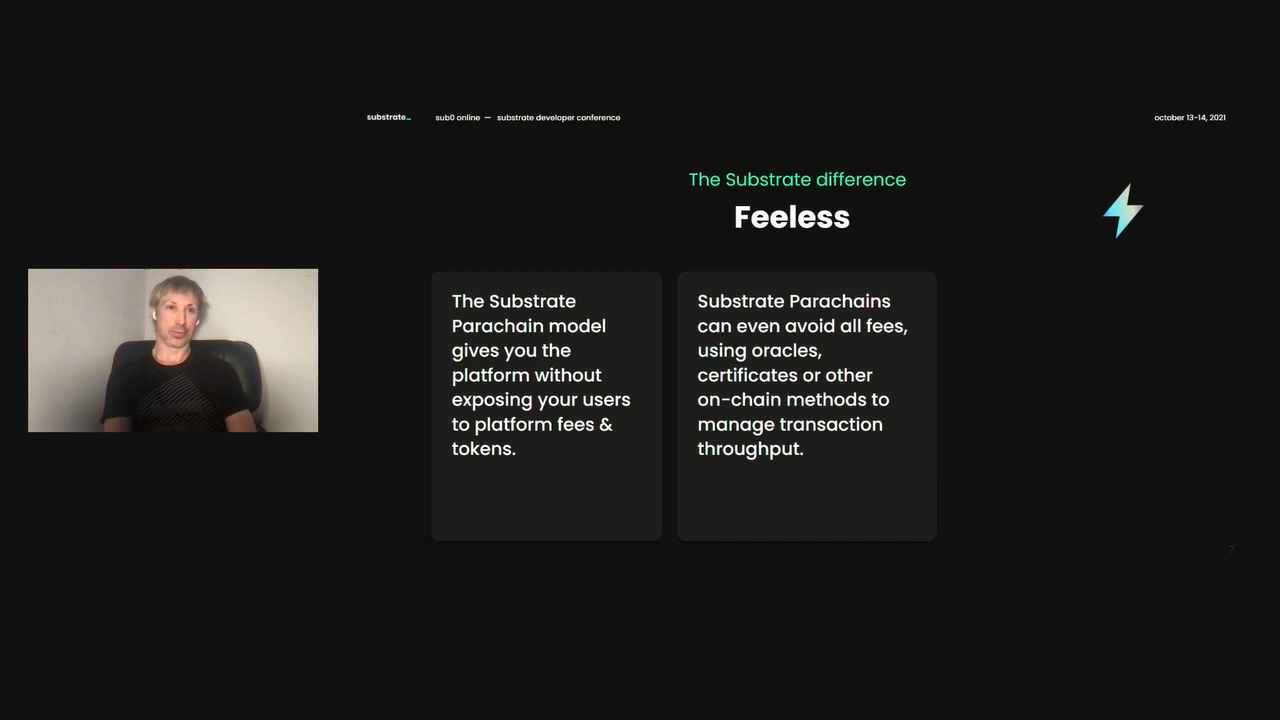 substrate_
sub0 online — substrate developer conference
october 13-14, 2021
The Substrate difference
Feeless
The Substrate
Parachain model
gives you the
platform without
exposing your users
to platform fees &
tokens.
Substrate Parachains
can even avoid all fees,
using oracles,
certificates or other
on-chain methods to
manage transaction
throughput.
7